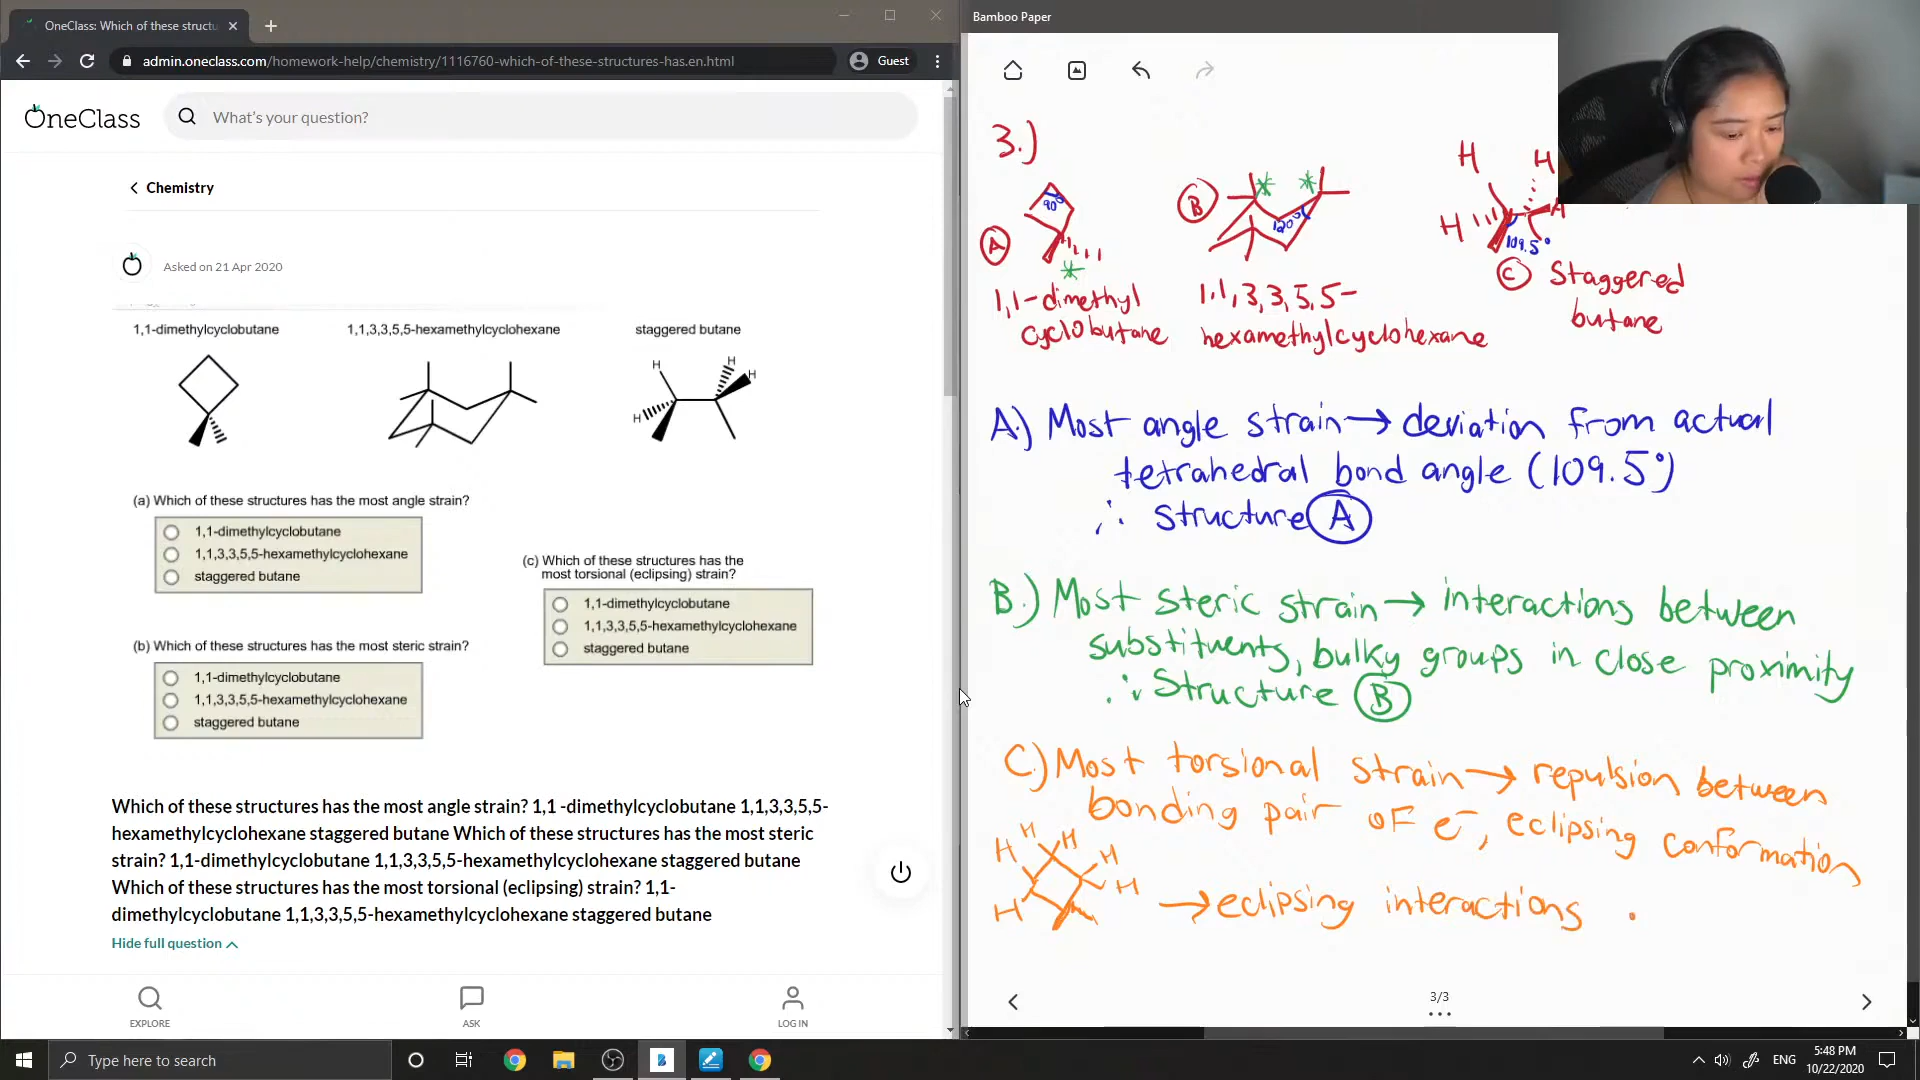 OneClass: Which of these structu
Bamboo Paper
admin.oneclass.com/homework-help/chemistry/1116760-which-of-these-structures-has.en.html
Guest
OneClass
What's your question?
Chemistry
Asked on 21 Apr 2020
1,1-dimethylcyclobutane
1,1,3,3,5,5-hexamethylcyclohexane
staggered butane
H
H
H
H
(a) Which of these structures has the most angle strain?
1,1-dimethylcyclobutane
1,1,3,3,5,5-hexamethylcyclohexane
staggered butane
(b) Which of these structures has the most steric strain?
1,1-dimethylcyclobutane
1,1,3,3,5,5-hexamethylcyclohexane
staggered butane
(c) Which of these structures has the
most torsional (eclipsing) strain?
1,1-dimethylcyclobutane
1,1,3,3,5,5-hexamethylcyclohexane
staggered butane
Which of these structures has the most angle strain? 1,1 -dimethylcyclobutane 1,1,3,3,5,5-
hexamethylcyclohexane staggered butane Which of these structures has the most steric
strain? 1,1-dimethylcyclobutane 1,1,3,3,5,5-hexamethylcyclohexane staggered butane
Which of these structures has the most torsional (eclipsing) strain? 1,1-
dimethylcyclobutane 1,1,3,3,5,5-hexamethylcyclohexane staggered butane
Hide full question
EXPLORE
ASK
LOG IN
3.)
90°
A
1,1-dimethyl
cyclobutane
B
120°
1,1,3,3,5,5-
hexamethylcyclohexane
H
H
H
109.5°
C Staggered
butane
A.) Most angle strain → deviation from actual
tetrahedral bond angle (109.5°)
∴ Structure A
B.) Most steric strain → interactions between
substituents, bulky groups in close proximity
∴ Structure B
C.) Most torsional strain → repulsion between
bonding pair of e⁻, eclipsing conformation
H
H
H
H
H
H
→ eclipsing interactions
3/3
Type here to search
ENG
5:48 PM
10/22/2020